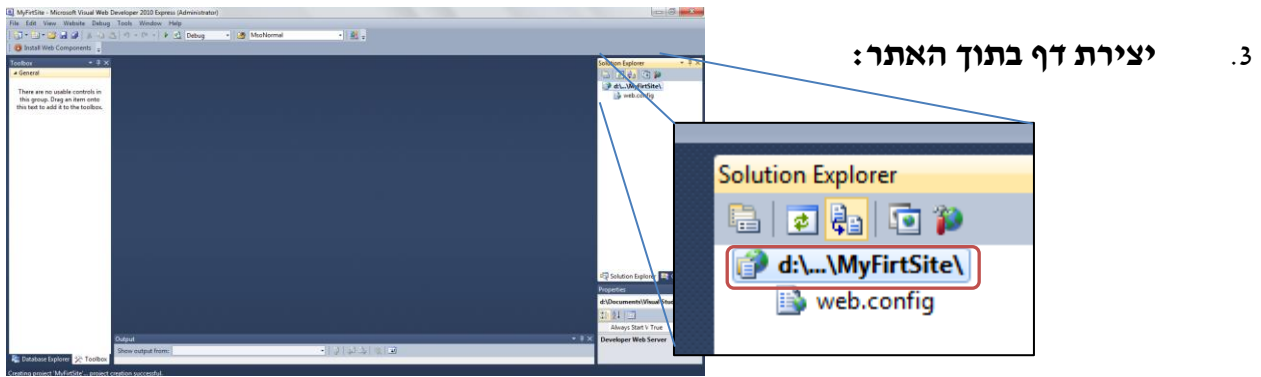 3. יצירת דף בתוך האתר:
MyFirtSite - Microsoft Visual Web Developer 2010 Express (Administrator)
File Edit View Website Debug Tools Window Help
Debug MooNormal
Install Web Components
Toolbox
General
There are no usable controls in
this group. Drag an item onto
this text to add it to the toolbox.
Solution Explorer
d:\...\MyFirtSite\
web.config
Solution Explorer
d:\...\MyFirtSite\
web.config
Solution Explorer
Properties
d:\Documents\Visual Stu
Always Start V True
Developer Web Server
Output
Show output from:
Database Explorer Toolbox
Creating project 'MyFirtSite'... project creation successful.